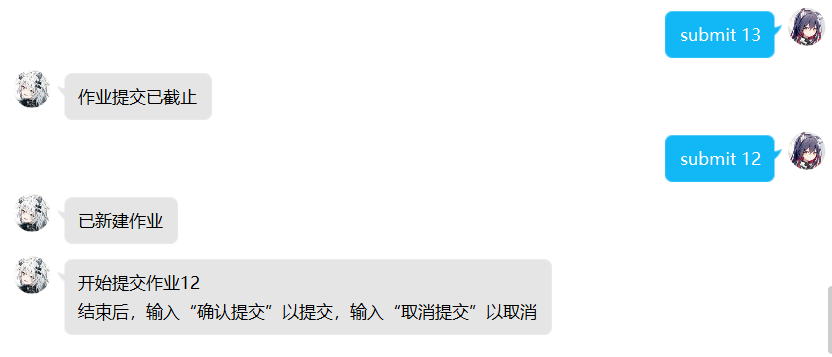 submit 13
作业提交已截止
submit 12
已新建作业
开始提交作业12
结束后，输入“确认提交”以提交，输入“取消提交”以取消